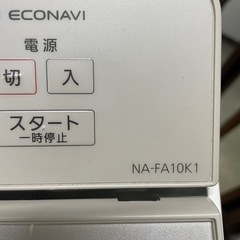 ECONAVI
電源
切 入
スタート
一時停止
NA-FA10K1